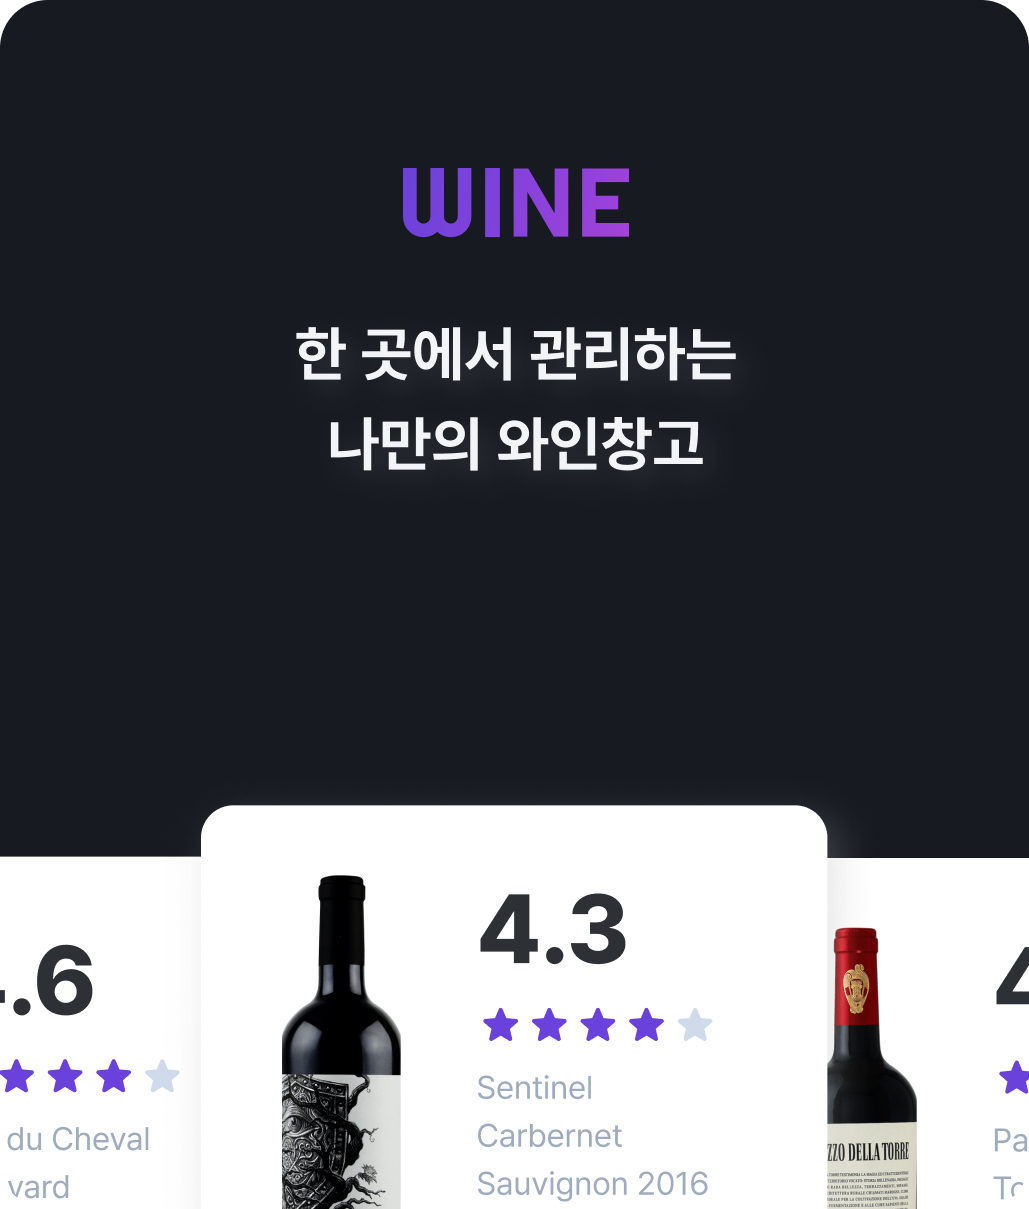 WINE
한 곳에서 관리하는
나만의 와인창고
.6
du Cheval
vard
4.3
Sentinel
Carbernet
Sauvignon 2016
ZZO DELLA TORRE
4
Pa